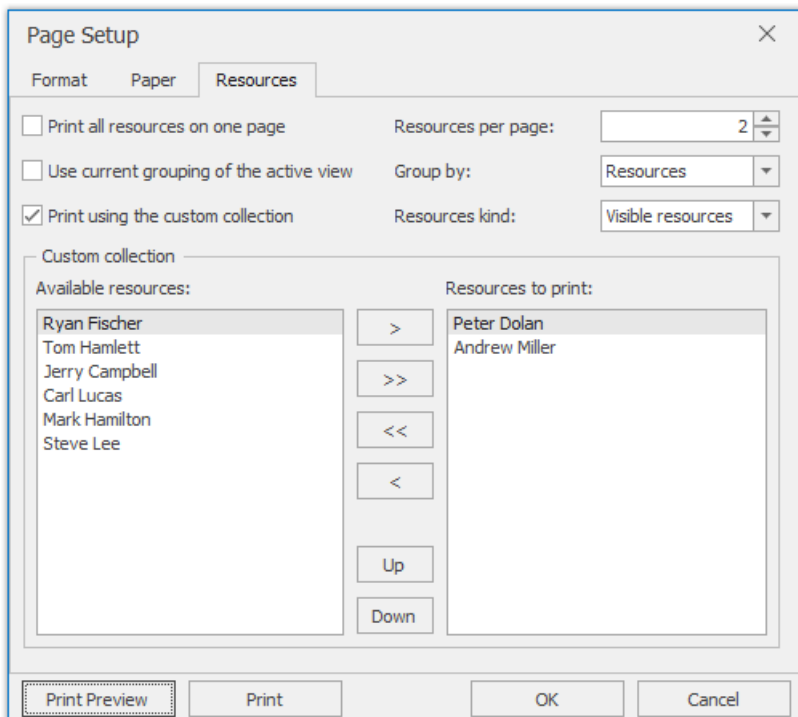 Page Setup
Format Paper Resources
Print all resources on one page Resources per page: 2
Use current grouping of the active view Group by: Resources
Print using the custom collection Resources kind: Visible resources
Custom collection
Available resources: Resources to print:
Ryan Fischer > Peter Dolan
Tom Hamlett Andrew Miller
Jerry Campbell >>
Carl Lucas
Mark Hamilton <<
Steve Lee
<
Up
Down
Print Preview Print OK Cancel